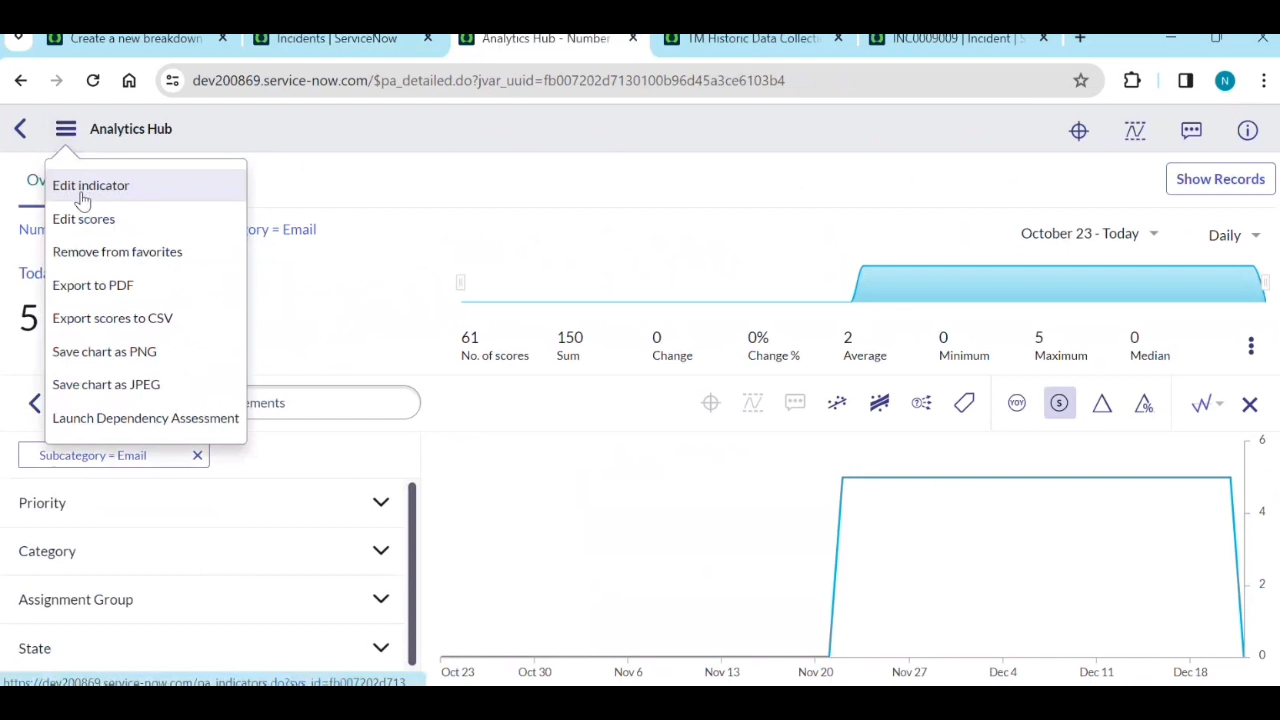 Create a new breakdown
Incidents | ServiceNow
Analytics Hub - Number
TM Historic Data Collect
INC0009009 | Incident | S
dev200869.service-now.com/$pa_detailed.do?jvar_uuid=fb007202d7130100b96d45a3ce6103b4
N
Analytics Hub
Edit indicator
Edit scores
Remove from favorites
Export to PDF
Export scores to CSV
Save chart as PNG
Save chart as JPEG
Launch Dependency Assessment
Ov
Show Records
Num
ory = Email
October 23 - Today
Daily
Toda
5
61
No. of scores
150
Sum
0
Change
0%
Change %
2
Average
0
Minimum
5
Maximum
0
Median
ements
YOY
S
%
Subcategory = Email
Priority
Category
Assignment Group
State
6
4
2
0
Oct 23
Oct 30
Nov 6
Nov 13
Nov 20
Nov 27
Dec 4
Dec 11
Dec 18
https://dev200869.service-now.com/pa_indicators.do?sys_id=fb007202d713